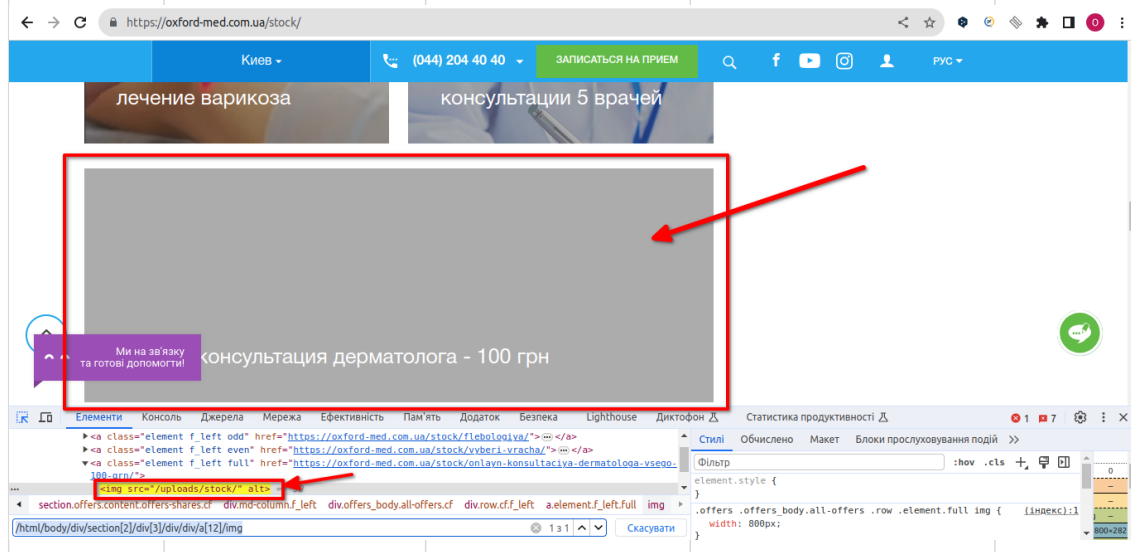 https://oxford-med.com.ua/stock/
О
Киев
(044) 204 40 40
ЗАПИСАТЬСЯ НА ПРИЕМ
f
РУС
лечение варикоза
консультации 5 врачей
Ми на зв'язку
та готові допомогти!
консультация дерматолога - 100 грн
Елементи Консоль Джерела Мережа Ефективність Пам'ять Додаток Безпека Lighthouse Диктофон Статистика продуктивності 1 7
<a class="element f_left odd" href="https://oxford-med.com.ua/stock/flebologiya/">…</a>
<a class="element f_left even" href="https://oxford-med.com.ua/stock/vyberi-vracha/">…</a>
<a class="element f_left full" href="https://oxford-med.com.ua/stock/onlayn-konsultaciya-dermatologa-vsego-
100-grn/">
<img src="/uploads/stock/" alt>
section.offers.content.offers-shares.cf div.md-column.f_left div.offers_body.all-offers.cf div.row.cf.f_left a.element.f_left.full img
/html/body/div/section[2]/div[3]/div/div/a[12]/img
1 з 1
Скасувати
Стилі Обчислено Макет Блоки прослуховування подій
Фільтр
:hov .cls
element.style {
}
.offers .offers_body.all-offers .row .element.full img { (індекс):1
width: 800px;
}
0
800×282